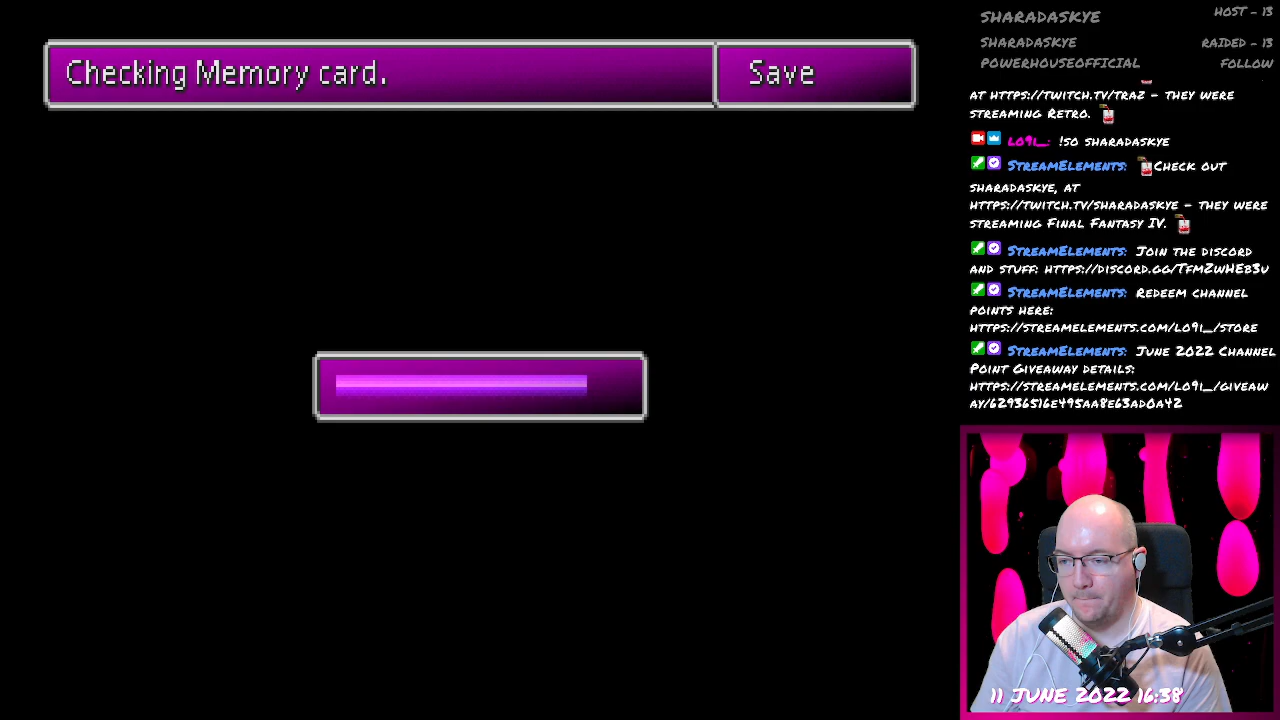 Checking Memory card.
Save
SHARADASKYE HOST - 13
SHARADASKYE RAIDED - 13
POWERHOUSEOFFICIAL FOLLOW
AT HTTPS://TWITCH.TV/TRAZ - THEY WERE
STREAMING RETRO.
LO9I_: !SO SHARADASKYE
STREAMELEMENTS: CHECK OUT
SHARADASKYE, AT
HTTPS://TWITCH.TV/SHARADASKYE - THEY WERE
STREAMING FINAL FANTASY IV.
STREAMELEMENTS: JOIN THE DISCORD
AND STUFF: HTTPS://DISCORD.GG/TFMZWHE83U
STREAMELEMENTS: REDEEM CHANNEL
POINTS HERE:
HTTPS://STREAMELEMENTS.COM/LO9I_/STORE
STREAMELEMENTS: JUNE 2022 CHANNEL
POINT GIVEAWAY DETAILS:
HTTPS://STREAMELEMENTS.COM/LO9I_/GIVEAW
AY/62936516E495AA8E63AD0A42
11 JUNE 2022 16:38